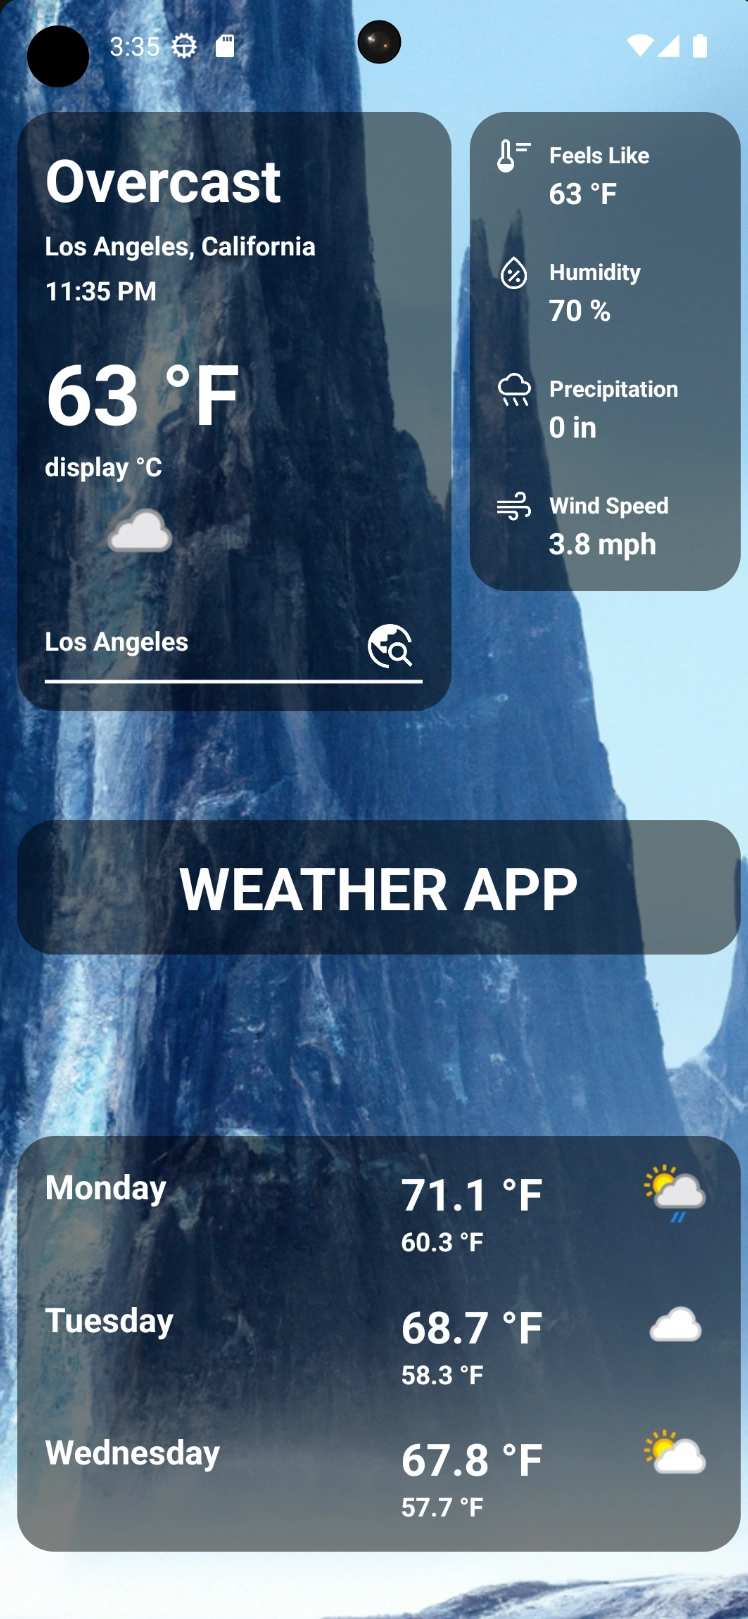 3:35
Overcast
Los Angeles, California
11:35 PM
63 °F
display °C
Los Angeles
Feels Like
63 °F
Humidity
70 %
Precipitation
0 in
Wind Speed
3.8 mph
WEATHER APP
Monday
71.1 °F
60.3 °F
Tuesday
68.7 °F
58.3 °F
Wednesday
67.8 °F
57.7 °F